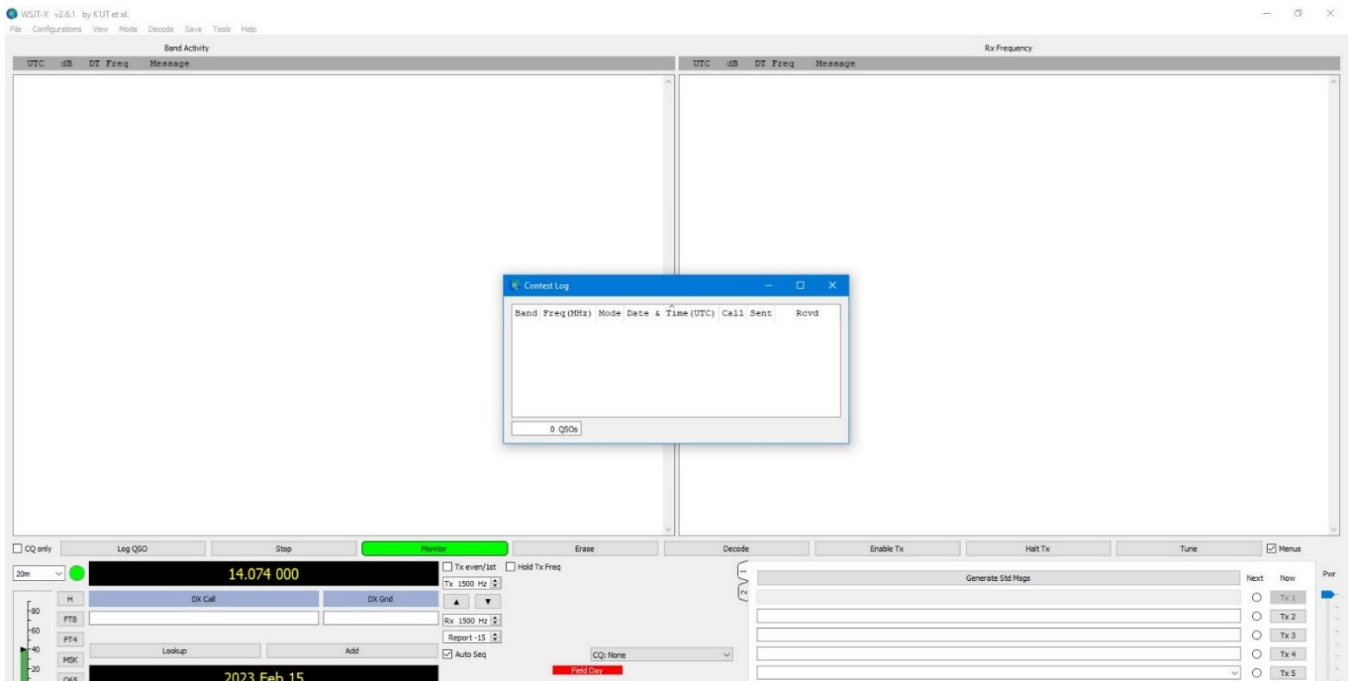 WSJT-X v2.6.1 by K1JT et al.
File Configurations View Mode Decode Save Tools Help
Band Activity
Rx Frequency
UTC dB DT Freq Message
UTC dB DT Freq Message
Contest Log
Band Freq(MHz) Mode Date & Time(UTC) Call Sent Rcvd
0 QSOs
CQ only Log QSO Stop Monitor Erase Decode Enable Tx Halt Tx Tune Menus
20m
14.074 000
Tx even/1st Hold Tx Freq
Tx 1500 Hz
1
2
Generate Std Msgs
Next Now
Pwr
H
DX Call
DX Grid
Tx 1
-80
FT8
Rx 1500 Hz
Tx 2
-60
FT4
Report -15
Tx 3
-40
MSK
Lookup
Add
Auto Seq
CQ: None
Tx 4
-20
Q65
2023 Feb 15
Field Day
Tx 5